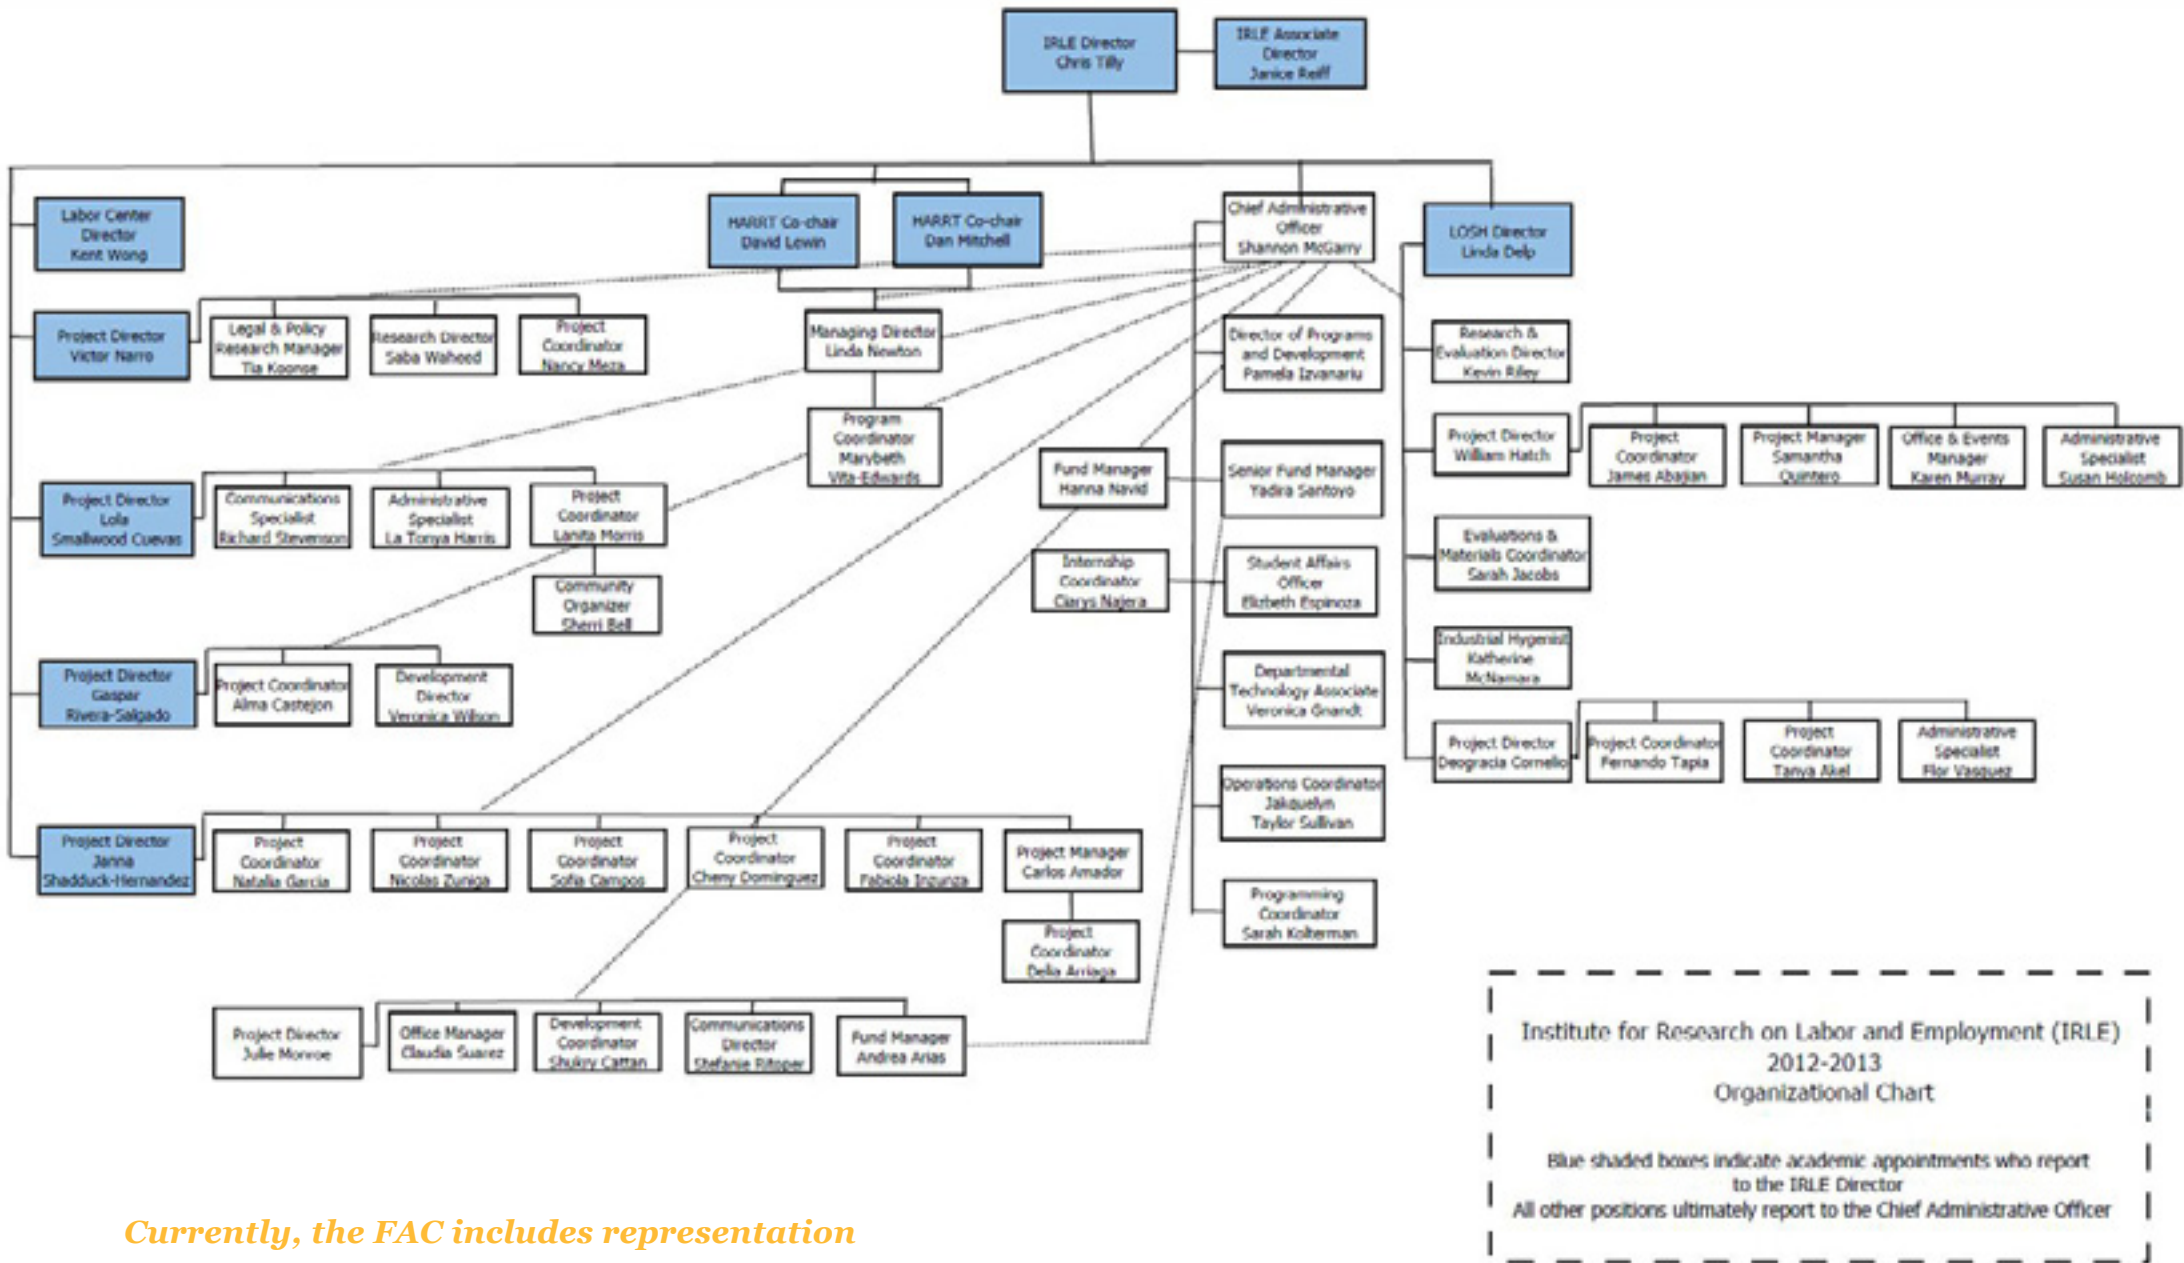 IRLE Director
Chris Tilly
IRLE Associate
Director
Janice Reiff
Labor Center
Director
Kent Wong
HARRT Co-chair
David Lewin
HARRT Co-chair
Dan Mitchell
Chief Administrative
Officer
Shannon McGarry
LOSH Director
Linda Delp
Project Director
Victor Narro
Legal & Policy
Research Manager
Tia Koonse
Research Director
Saba Waheed
Project
Coordinator
Nancy Meza
Managing Director
Linda Newton
Director of Programs
and Development
Pamela Izvanariu
Research &
Evaluation Director
Kevin Riley
Program
Coordinator
Marybeth
Vita-Edwards
Fund Manager
Hanna Navid
Senior Fund Manager
Yadira Santoyo
Project Director
William Hatch
Project
Coordinator
James Abajian
Project Manager
Samantha
Quintero
Office & Events
Manager
Karen Murray
Administrative
Specialist
Susan Holcomb
Project Director
Lola
Smallwood Cuevas
Communications
Specialist
Richard Stevenson
Administrative
Specialist
La Tonya Harris
Project
Coordinator
Lanita Morris
Community
Organizer
Sherri Bell
Internship
Coordinator
Ciarys Najera
Student Affairs
Officer
Elizbeth Espinoza
Evaluations &
Materials Coordinator
Sarah Jacobs
Project Director
Gaspar
Rivera-Salgado
Project Coordinator
Alma Castejon
Development
Director
Veronica Wilson
Departmental
Technology Associate
Veronica Gnandt
Industrial Hygenist
Katherine
McNamara
Project Director
Deogracia Cornelio
Project Coordinator
Fernando Tapia
Project
Coordinator
Tanya Akel
Administrative
Specialist
Flor Vasquez
Operations Coordinator
Jakquelyn
Taylor Sullivan
Project Director
Janna
Shadduck-Hernandez
Project
Coordinator
Natalia Garcia
Project
Coordinator
Nicolas Zuniga
Project
Coordinator
Sofia Campos
Project
Coordinator
Cheny Dominguez
Project
Coordinator
Fabiola Inzunza
Project Manager
Carlos Amador
Project
Coordinator
Delia Arriaga
Programming
Coordinator
Sarah Kolterman
Project Director
Julie Monroe
Office Manager
Claudia Suarez
Development
Coordinator
Shukry Cattan
Communications
Director
Stefanie Ritoper
Fund Manager
Andrea Arias
Institute for Research on Labor and Employment (IRLE)
2012-2013
Organizational Chart
Blue shaded boxes indicate academic appointments who report
to the IRLE Director
All other positions ultimately report to the Chief Administrative Officer
Currently, the FAC includes representation